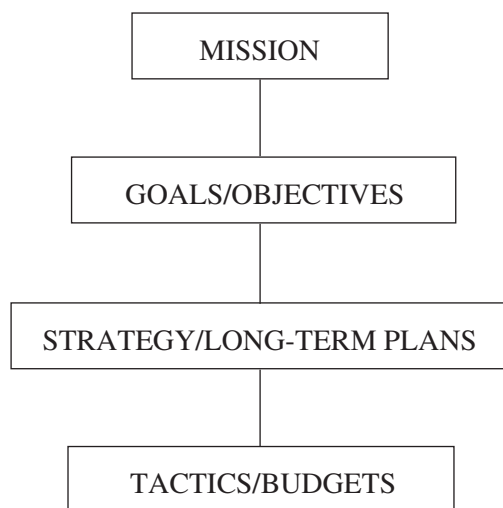 MISSION
GOALS/OBJECTIVES
STRATEGY/LONG-TERM PLANS
TACTICS/BUDGETS